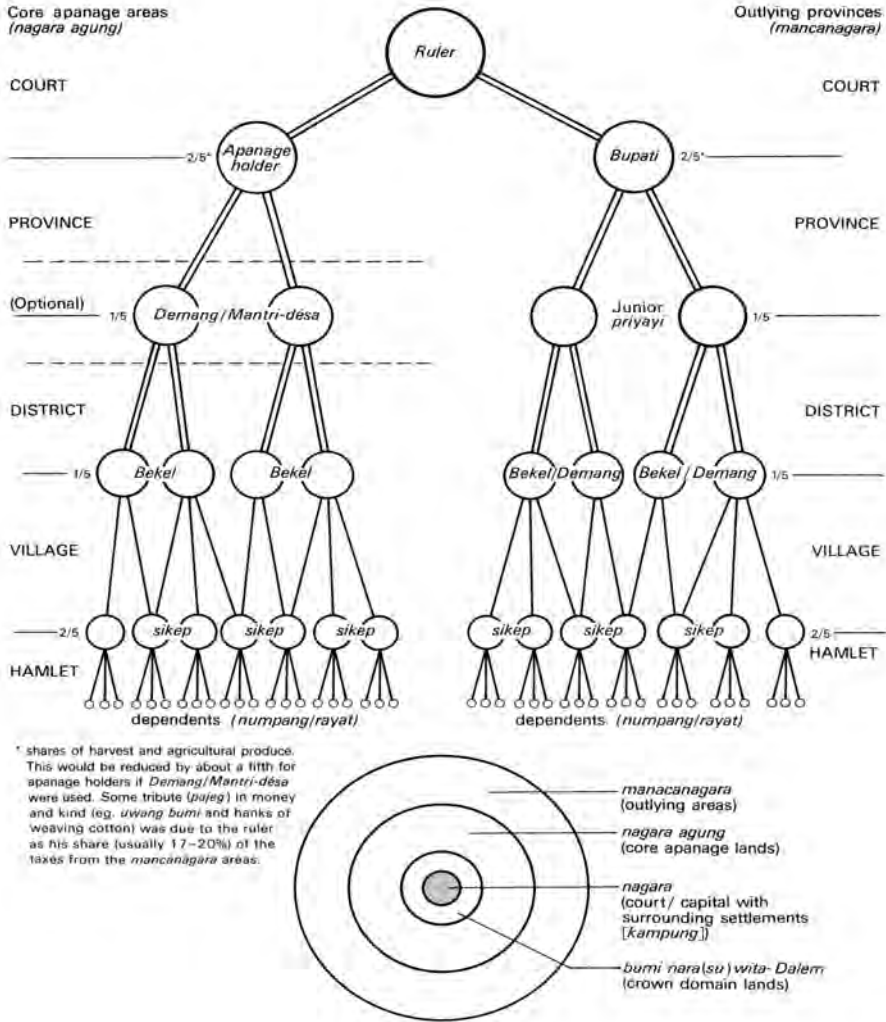 Core apanage areas
(nagara agung)
Outlying provinces
(mancanagara)
Ruler
COURT
COURT
2/5*
Apanage
holder
Bupati
2/5*
PROVINCE
PROVINCE
(Optional)
1/5
Demang/Mantri-désa
Junior
priyayi
1/5
DISTRICT
DISTRICT
1/5
Bekel
Bekel
Bekel/Demang
Bekel/Demang
1/5
VILLAGE
VILLAGE
2/5
sikep
sikep
sikep
sikep
sikep
sikep
2/5
HAMLET
HAMLET
dependents (numpang/rayat)
dependents (numpang/rayat)
* shares of harvest and agricultural produce.
This would be reduced by about a fifth for
apanage holders if Demang/Mantri-désa
were used. Some tribute (pajeg) in money
and kind (eg. uwang bumi and hanks of
weaving cotton) was due to the ruler
as his share (usually 17-20%) of the
taxes from the mancanagara areas.
manacanagara
(outlying areas)
nagara agung
(core apanage lands)
nagara
(court/ capital with
surrounding settlements
[kampung])
bumi nara(su) wita-Dalem
(crown domain lands)